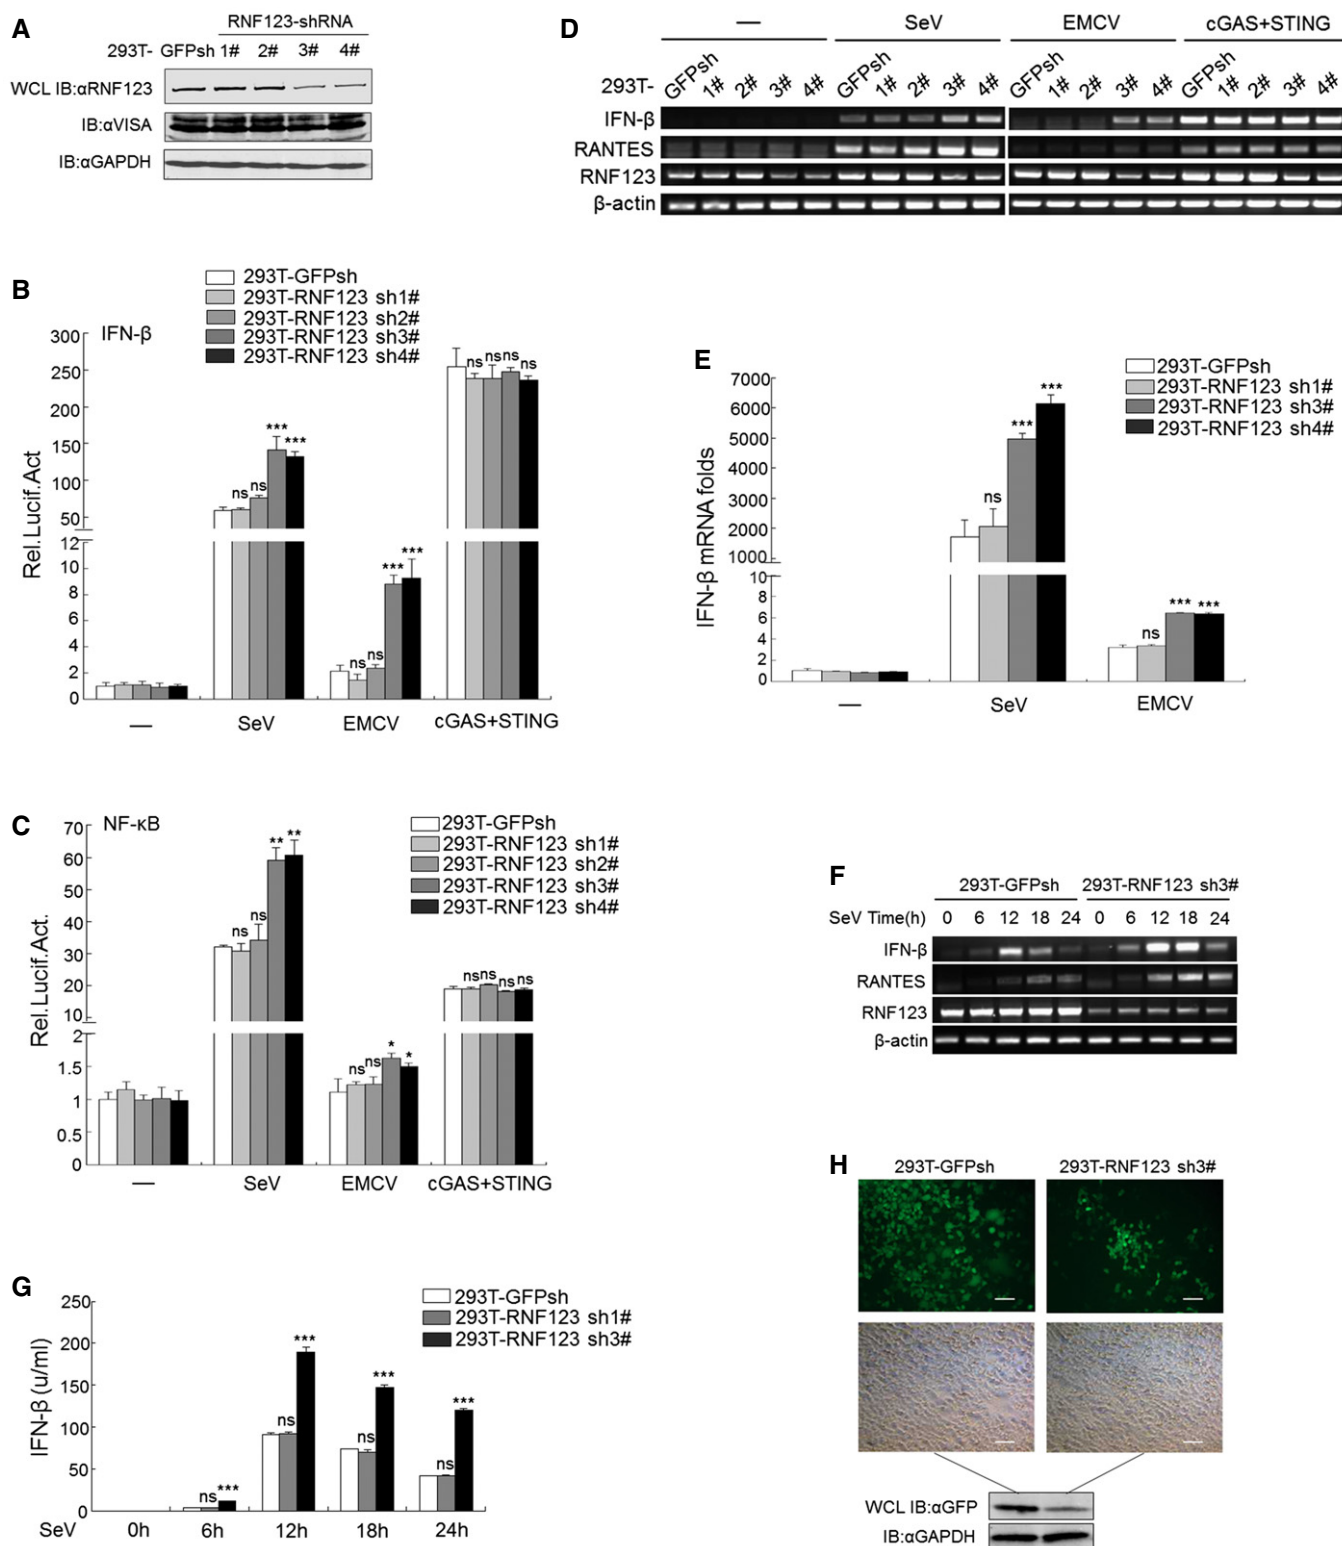 A
RNF123-shRNA
293T- GFPsh 1# 2# 3# 4#
WCL IB:αRNF123
IB:αVISA
IB:αGAPDH
D
— SeV EMCV cGAS+STING
293T- GFPsh 1# 2# 3# 4# GFPsh 1# 2# 3# 4# GFPsh 1# 2# 3# 4# GFPsh 1# 2# 3# 4#
IFN-β
RANTES
RNF123
β-actin
B
293T-GFPsh
293T-RNF123 sh1#
293T-RNF123 sh2#
293T-RNF123 sh3#
293T-RNF123 sh4#
IFN-β
Rel.Lucif.Act
300
250
200
150
100
50
12
10
8
6
4
2
0
ns ns *** ***
ns ns *** ***
ns ns ns ns
— SeV EMCV cGAS+STING
E
293T-GFPsh
293T-RNF123 sh1#
293T-RNF123 sh3#
293T-RNF123 sh4#
IFN-β mRNA folds
7000
6000
5000
4000
3000
2000
1000
10
8
6
4
2
0
ns *** ***
ns *** ***
— SeV EMCV
C
NF-κB
293T-GFPsh
293T-RNF123 sh1#
293T-RNF123 sh2#
293T-RNF123 sh3#
293T-RNF123 sh4#
Rel.Lucif.Act.
70
60
50
40
30
20
10
2
1.5
1
0.5
0
ns ns ** **
ns ns * *
ns ns ns ns
— SeV EMCV cGAS+STING
F
293T-GFPsh 293T-RNF123 sh3#
SeV Time(h) 0 6 12 18 24 0 6 12 18 24
IFN-β
RANTES
RNF123
β-actin
G
293T-GFPsh
293T-RNF123 sh1#
293T-RNF123 sh3#
IFN-β (u/ml)
250
200
150
100
50
0
ns *** ns *** ns *** ns ***
SeV 0h 6h 12h 18h 24h
H
293T-GFPsh 293T-RNF123 sh3#
WCL IB:αGFP
IB:αGAPDH